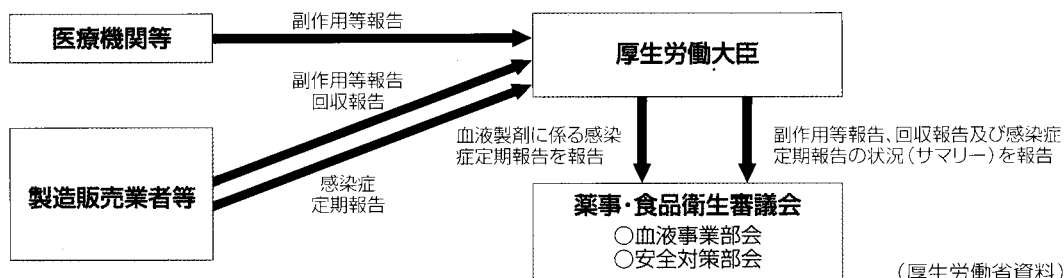 医療機関等
副作用等報告
厚生労働大臣
副作用等報告
回収報告
製造販売業者等
感染症
定期報告
血液製剤に係る感染
症定期報告を報告
副作用等報告、回収報告及び感染症
定期報告の状況(サマリー)を報告
薬事・食品衛生審議会
○血液事業部会
○安全対策部会
(厚生労働省資料)